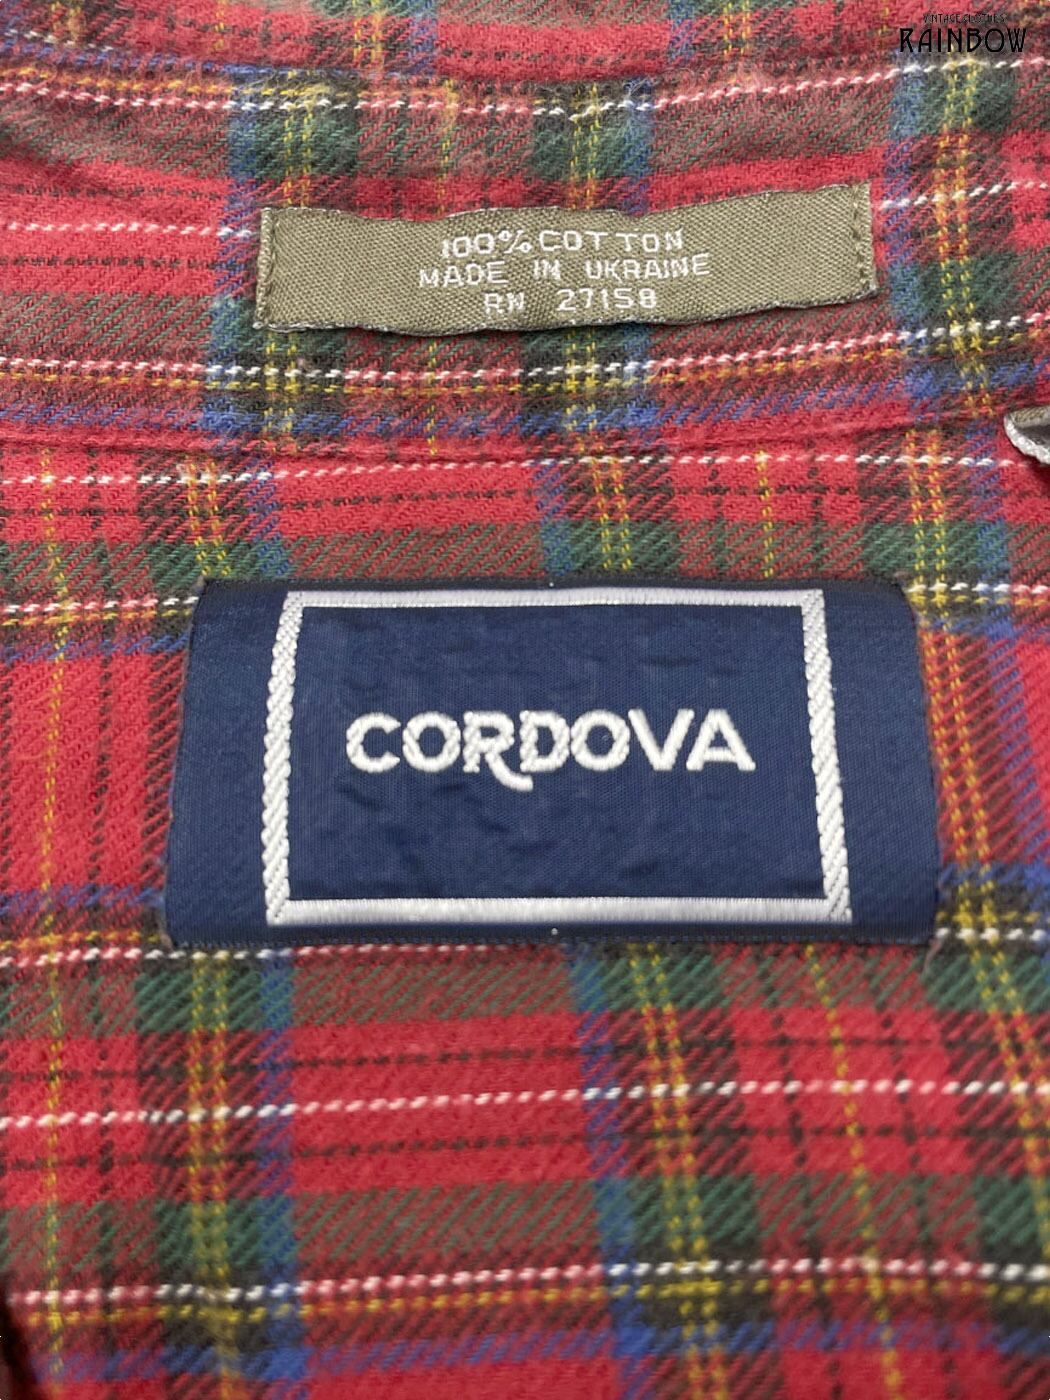 VINTAGE CLOTHES
RAINBOW
100% COTTON
MADE IN UKRAINE
RN 27158
CORDOVA